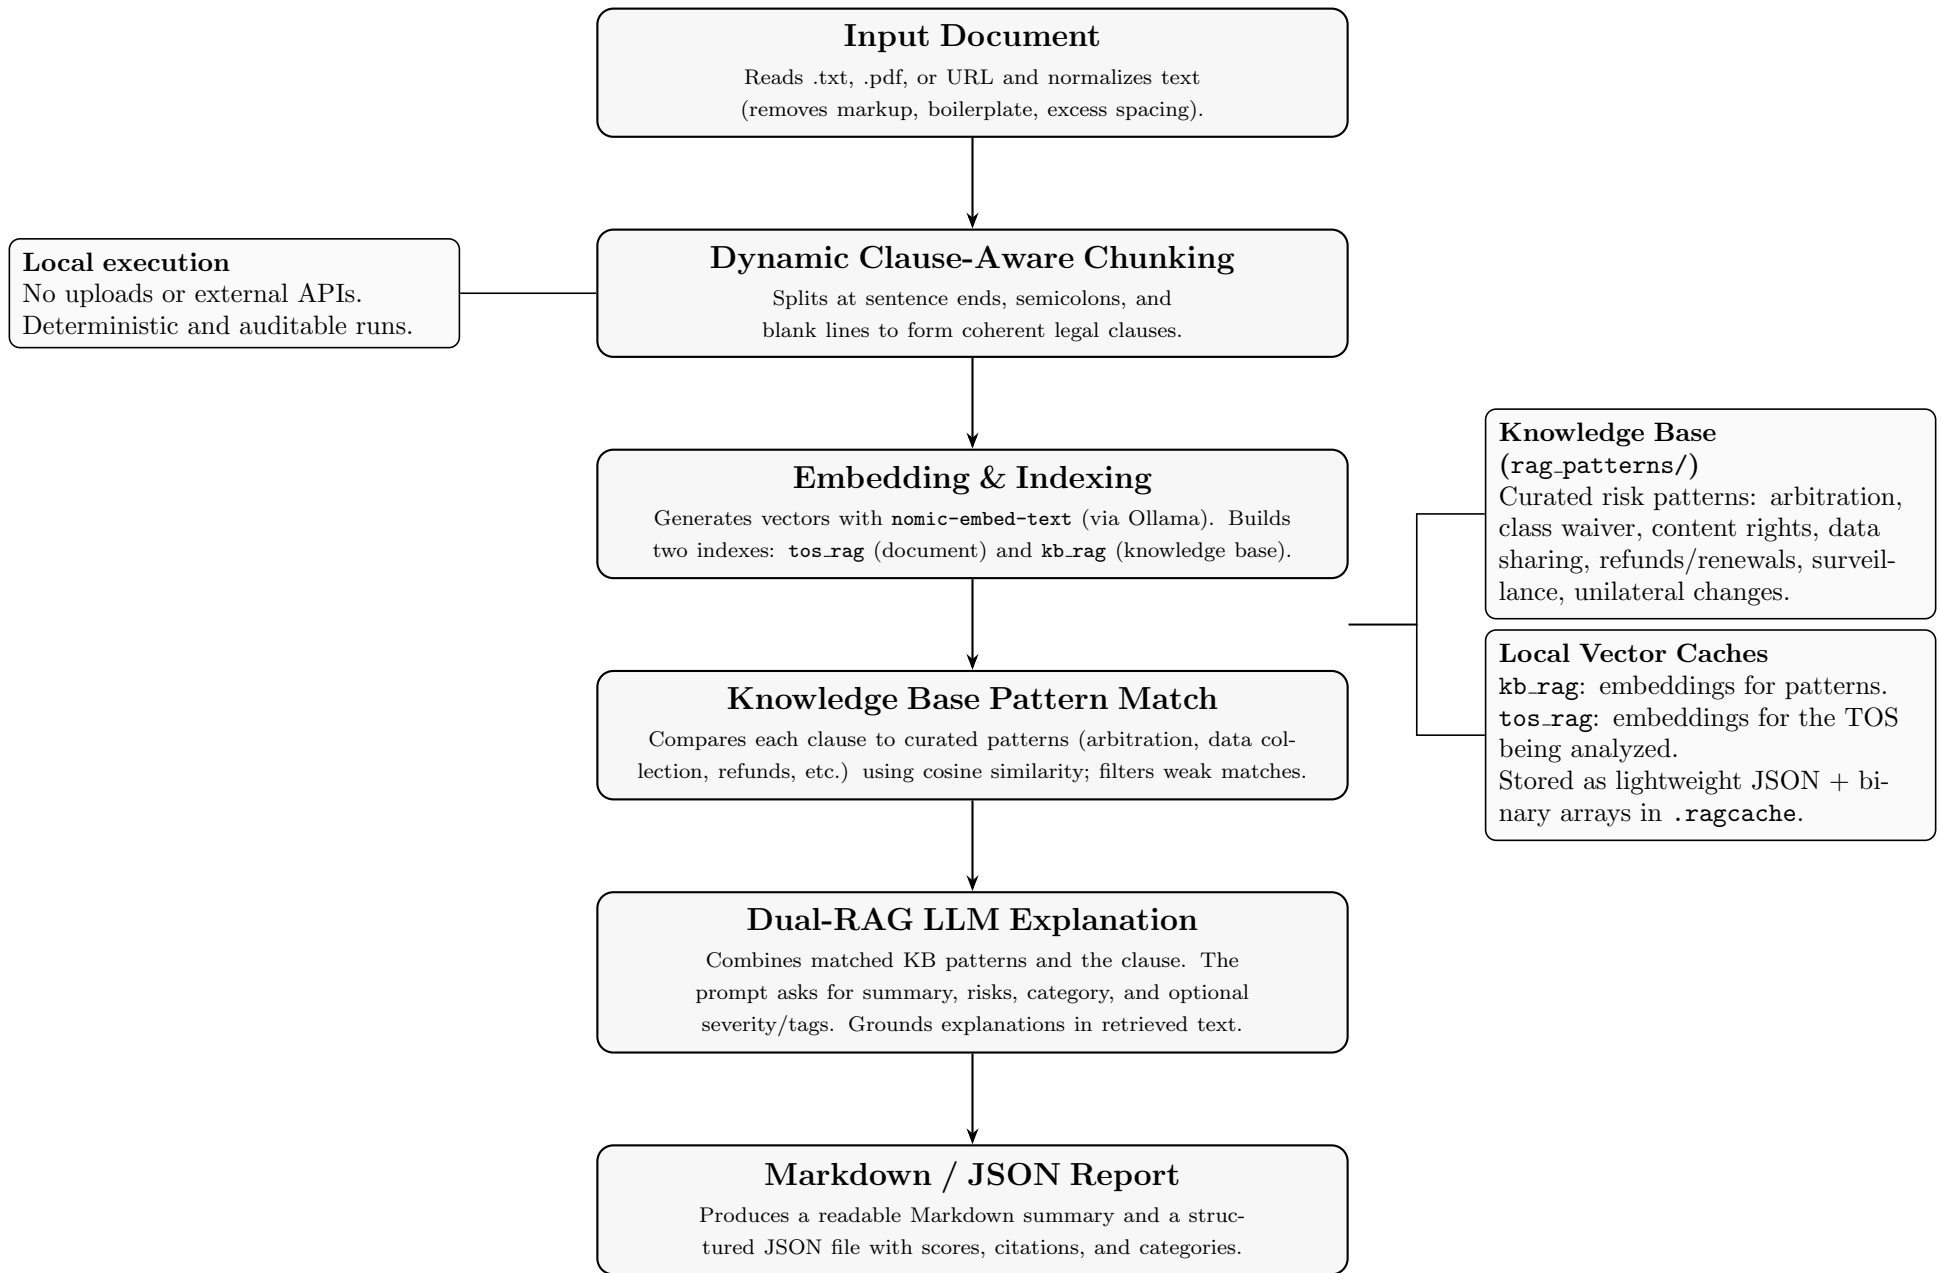 Input Document
Reads .txt, .pdf, or URL and normalizes text
(removes markup, boilerplate, excess spacing).
Local execution
No uploads or external APIs.
Deterministic and auditable runs.
Dynamic Clause-Aware Chunking
Splits at sentence ends, semicolons, and
blank lines to form coherent legal clauses.
Embedding & Indexing
Generates vectors with nomic-embed-text (via Ollama). Builds
two indexes: tos_rag (document) and kb_rag (knowledge base).
Knowledge Base
(rag_patterns/)
Curated risk patterns: arbitration,
class waiver, content rights, data
sharing, refunds/renewals, surveil-
lance, unilateral changes.
Local Vector Caches
kb_rag: embeddings for patterns.
tos_rag: embeddings for the TOS
being analyzed.
Stored as lightweight JSON + bi-
nary arrays in .ragcache.
Knowledge Base Pattern Match
Compares each clause to curated patterns (arbitration, data col-
lection, refunds, etc.) using cosine similarity; filters weak matches.
Dual-RAG LLM Explanation
Combines matched KB patterns and the clause. The
prompt asks for summary, risks, category, and optional
severity/tags. Grounds explanations in retrieved text.
Markdown / JSON Report
Produces a readable Markdown summary and a struc-
tured JSON file with scores, citations, and categories.